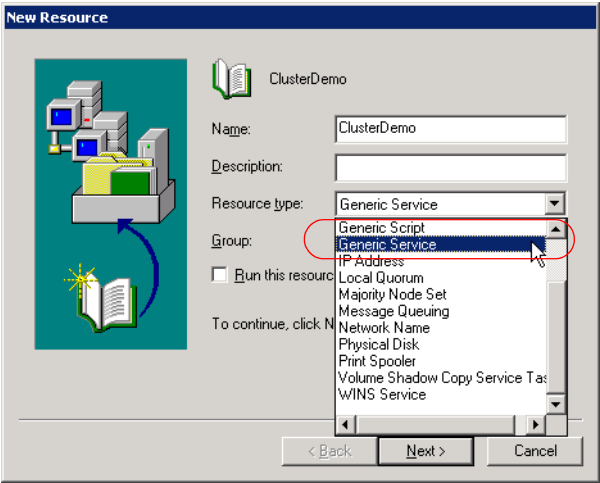 New Resource
ClusterDemo
Name: ClusterDemo
Description:
Resource type: Generic Service
Generic Script
Group: Generic Service
IP Address
Run this resourc Local Quorum
Majority Node Set
Message Queuing
To continue, click N Network Name
Physical Disk
Print Spooler
Volume Shadow Copy Service Tas
WINS Service
< Back Next > Cancel